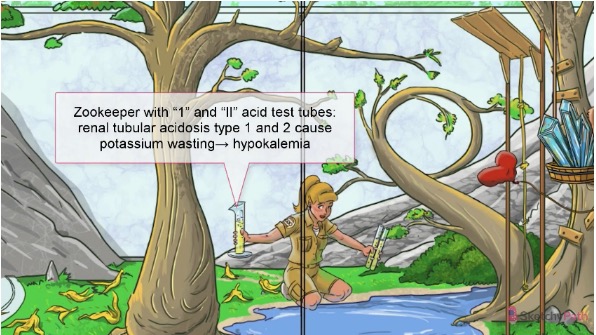 Zookeeper with “1” and “II” acid test tubes:
renal tubular acidosis type 1 and 2 cause
potassium wasting→ hypokalemia